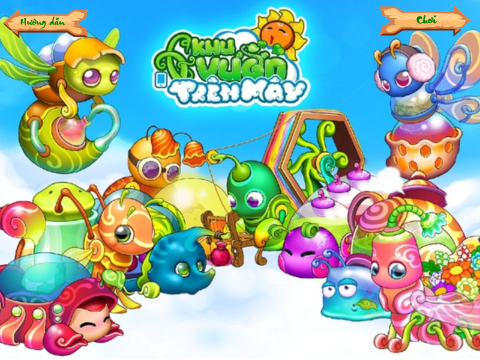 Hướng dẫn
Chơi
KHU
VƯỜN
TRÊN MÂY